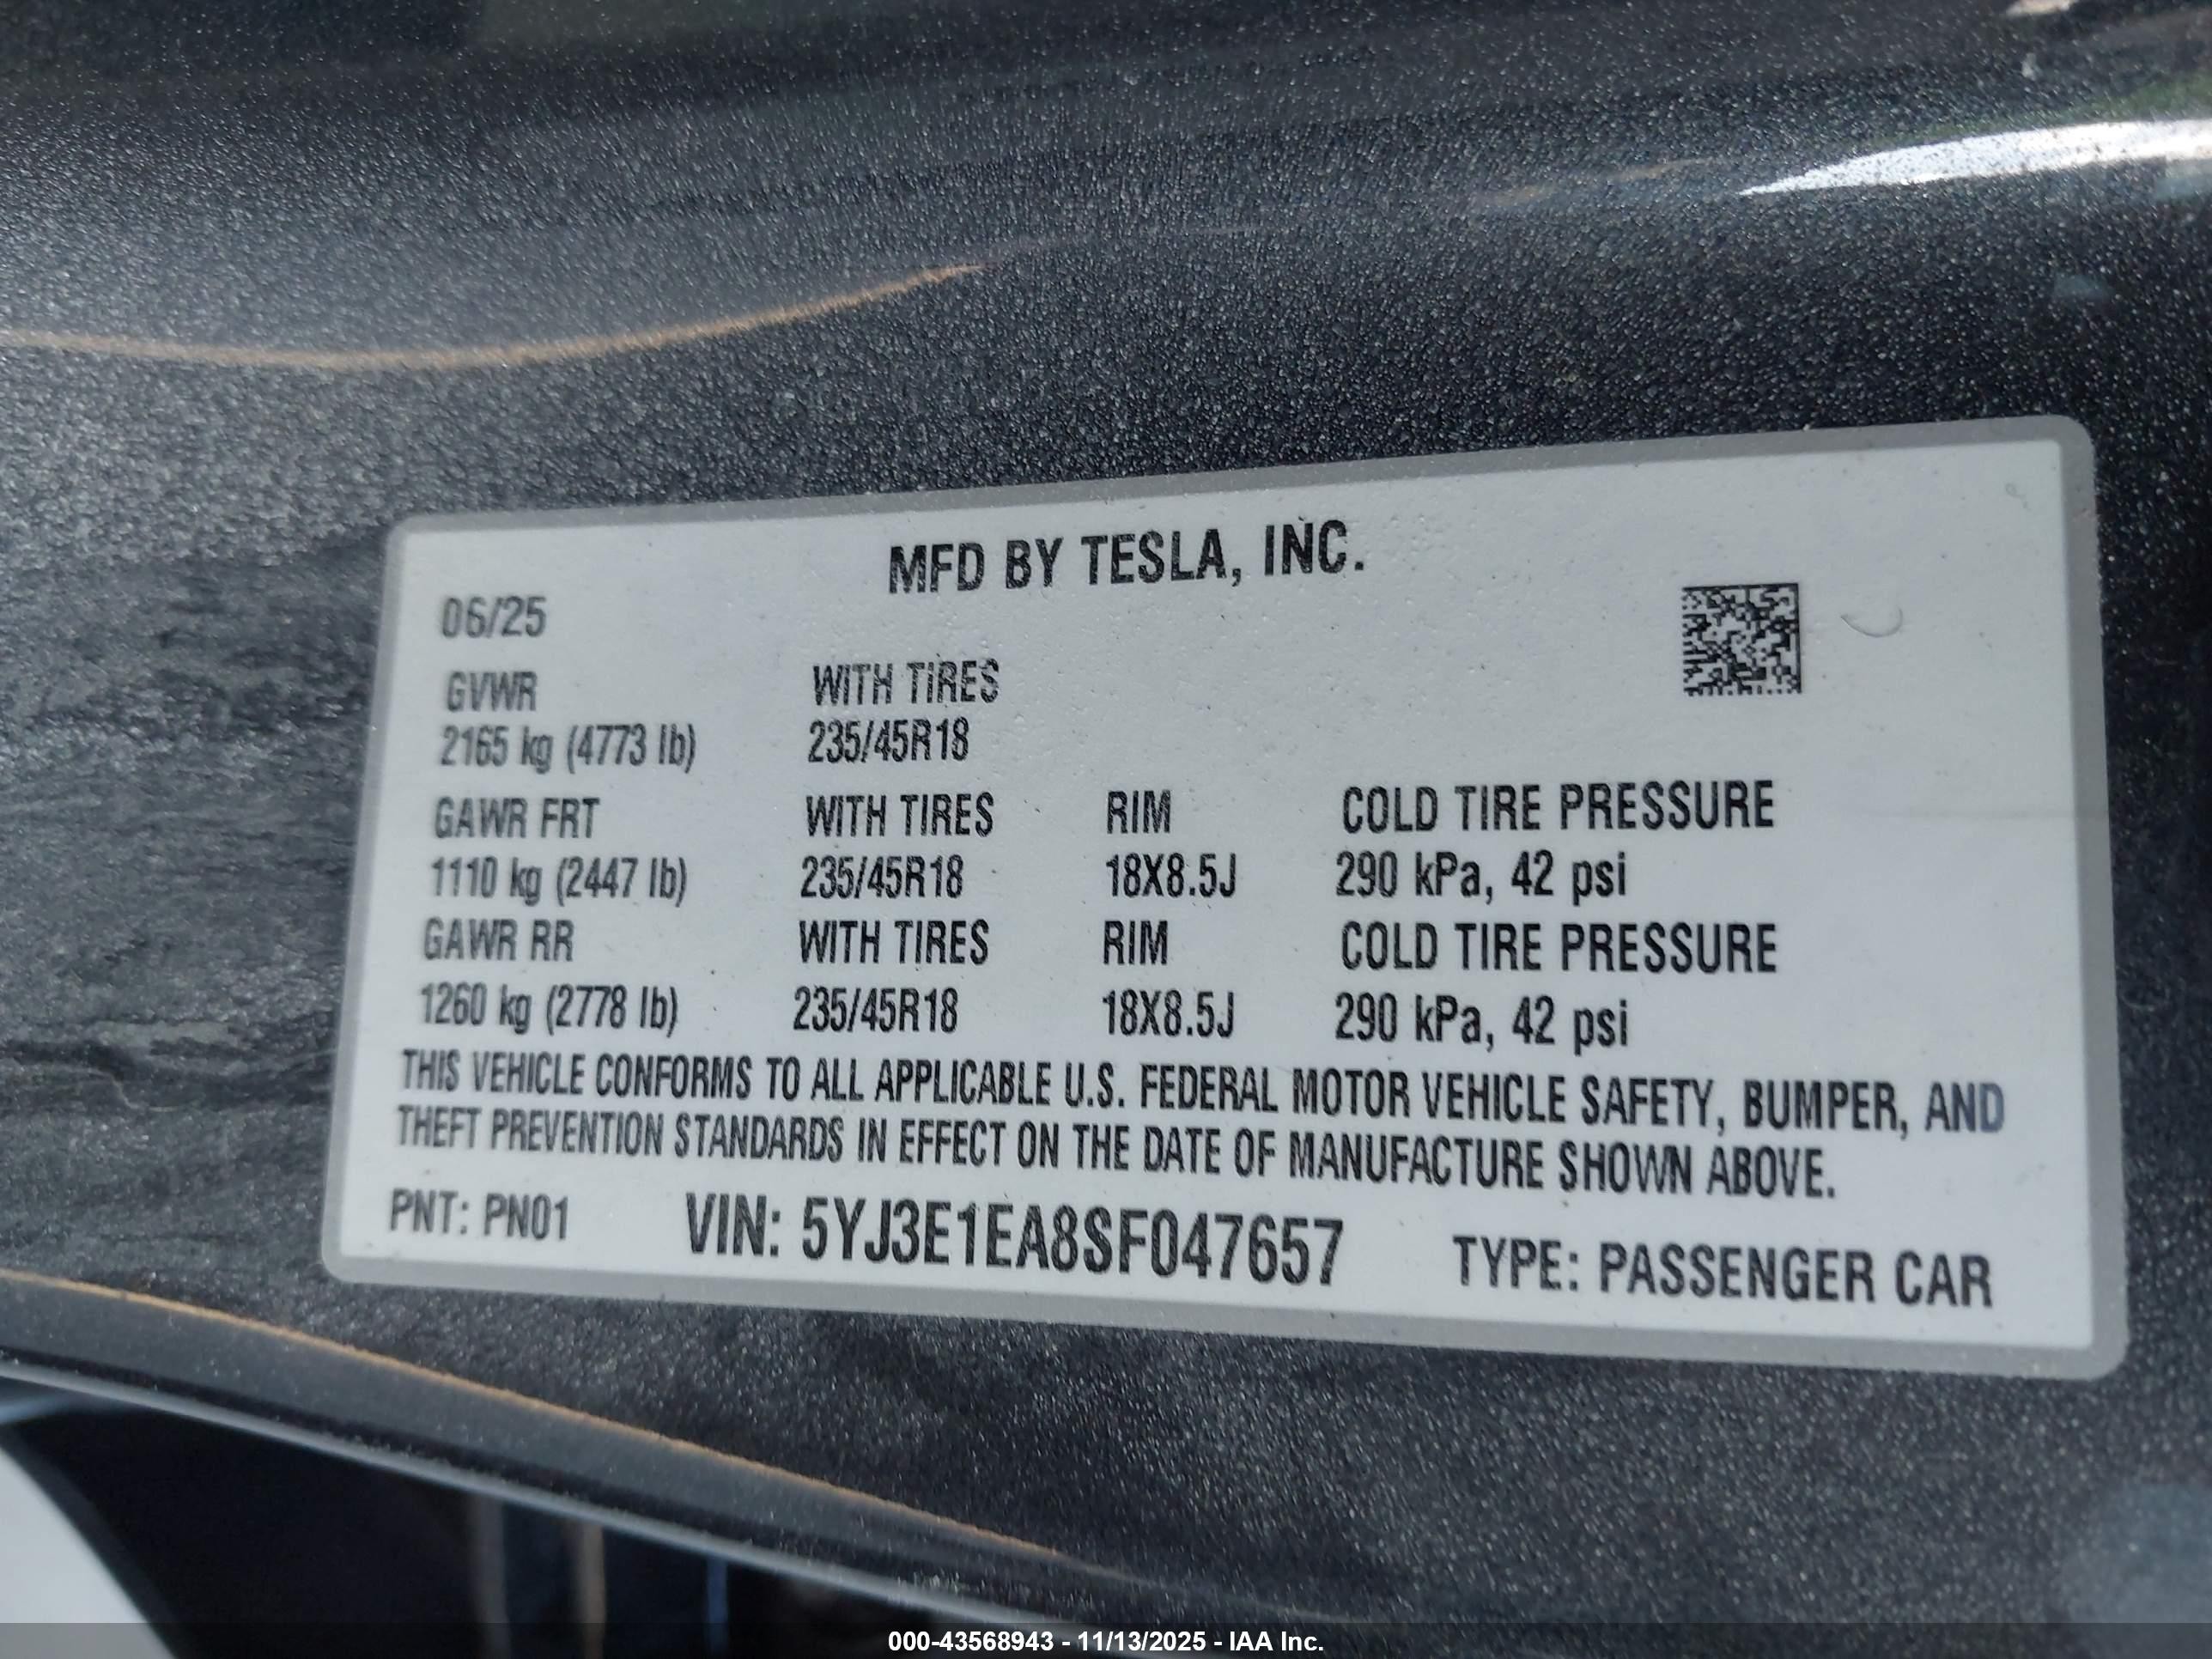 MFD BY TESLA, INC.
06/25
GVWR WITH TIRES
2165 kg (4773 lb) 235/45R18
GAWR FRT WITH TIRES RIM COLD TIRE PRESSURE
1110 kg (2447 lb) 235/45R18 18X8.5J 290 kPa, 42 psi
GAWR RR WITH TIRES RIM COLD TIRE PRESSURE
1260 kg (2778 lb) 235/45R18 18X8.5J 290 kPa, 42 psi
THIS VEHICLE CONFORMS TO ALL APPLICABLE U.S. FEDERAL MOTOR VEHICLE SAFETY, BUMPER, AND
THEFT PREVENTION STANDARDS IN EFFECT ON THE DATE OF MANUFACTURE SHOWN ABOVE.
PNT: PN01 VIN: 5YJ3E1EA8SF047657 TYPE: PASSENGER CAR
000-43568943 - 11/13/2025 - IAA Inc.